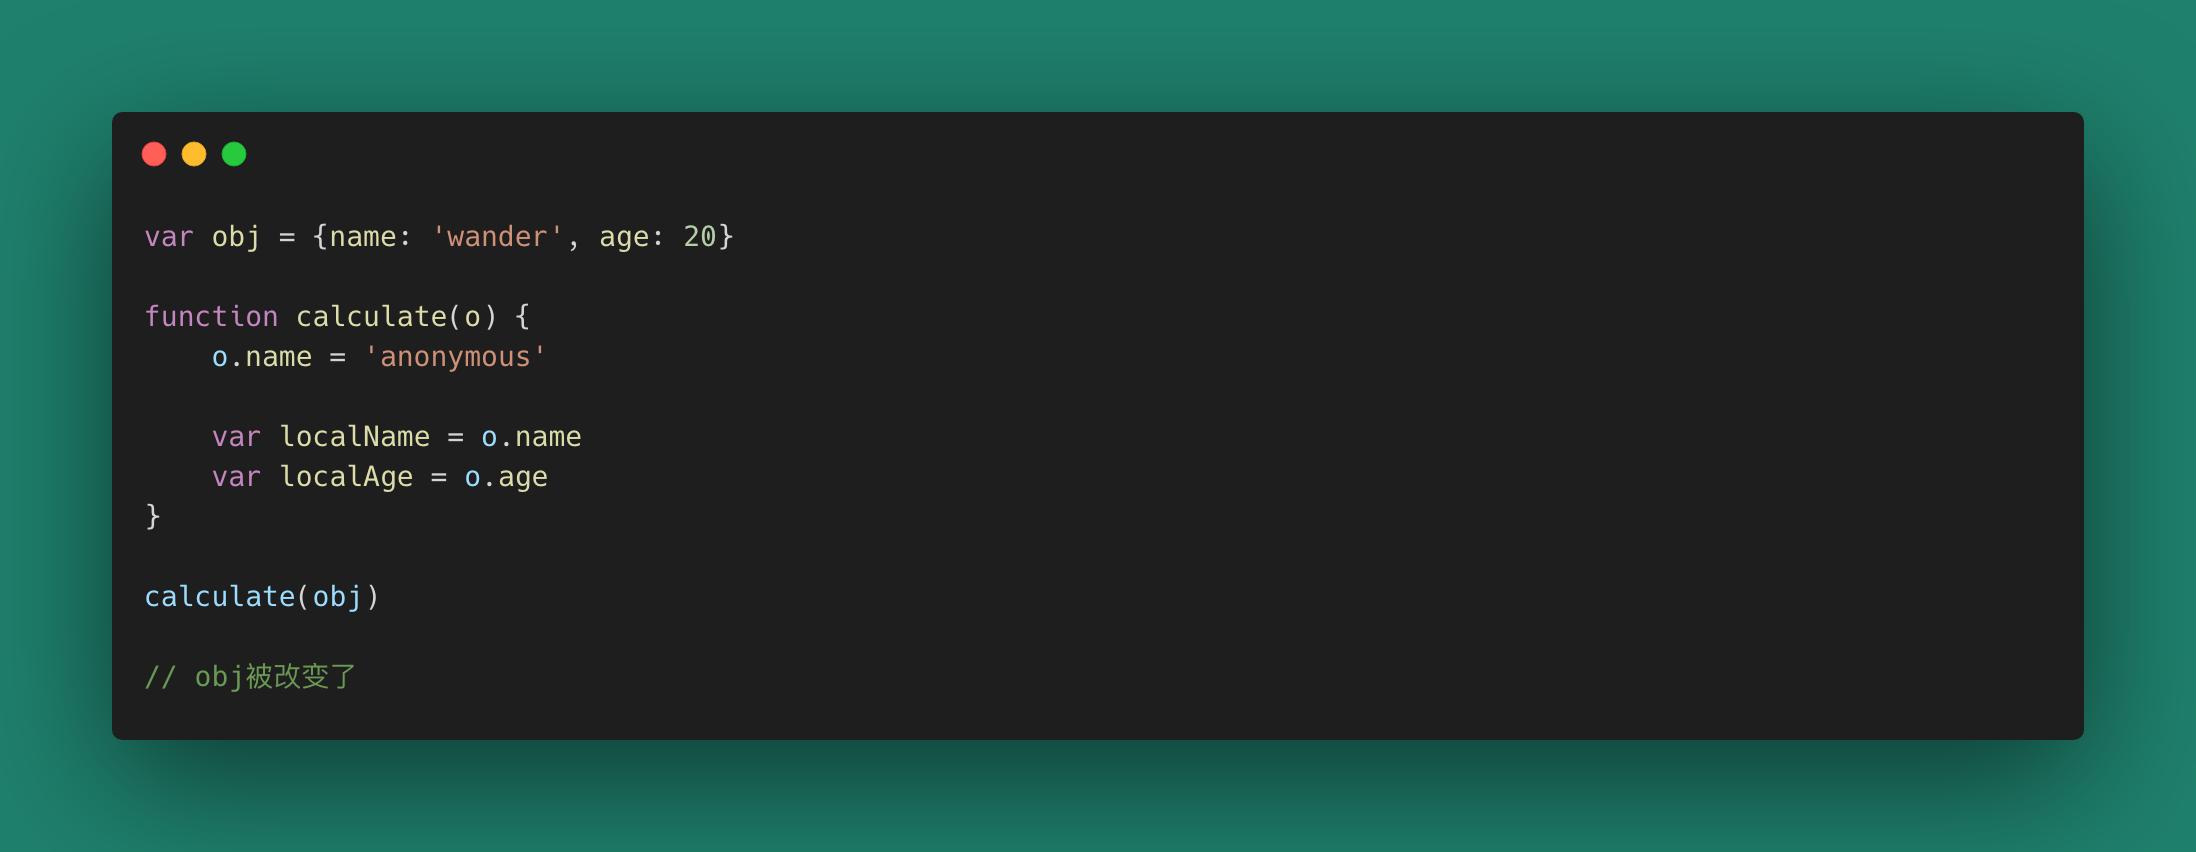 var obj = {name: 'wander', age: 20}
function calculate(o) {
    o.name = 'anonymous'
    var localName = o.name
    var localAge = o.age
}
calculate(obj)
// obj被改变了